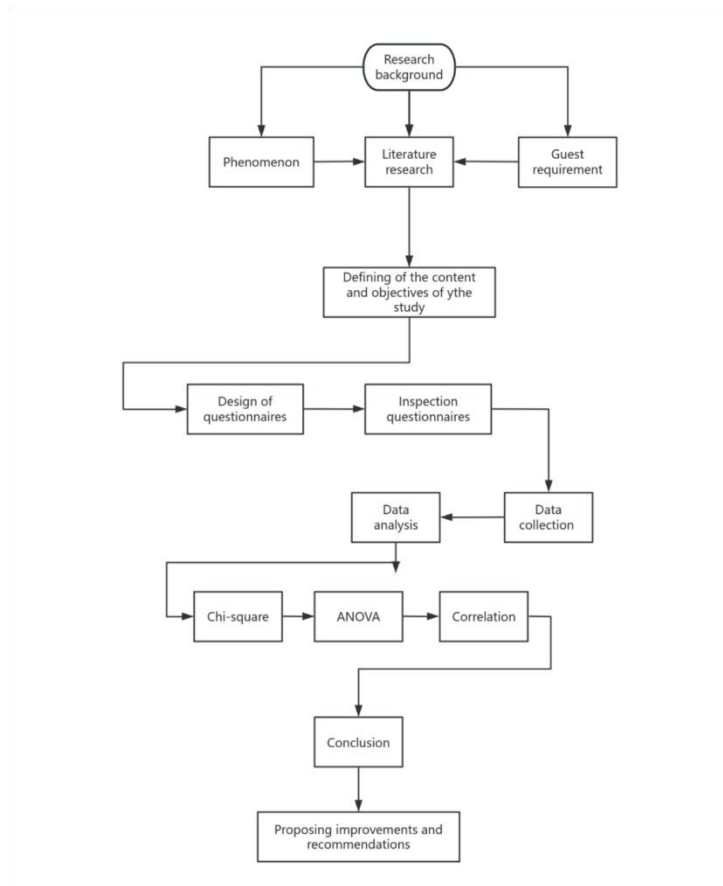 Research
background
Phenomenon
Literature
research
Guest
requirement
Defining of the content
and objectives of ythe
study
Design of
questionnaires
Inspection
questionnaires
Data
analysis
Data
collection
Chi-square
ANOVA
Correlation
Conclusion
Proposing improvements and
recommendations